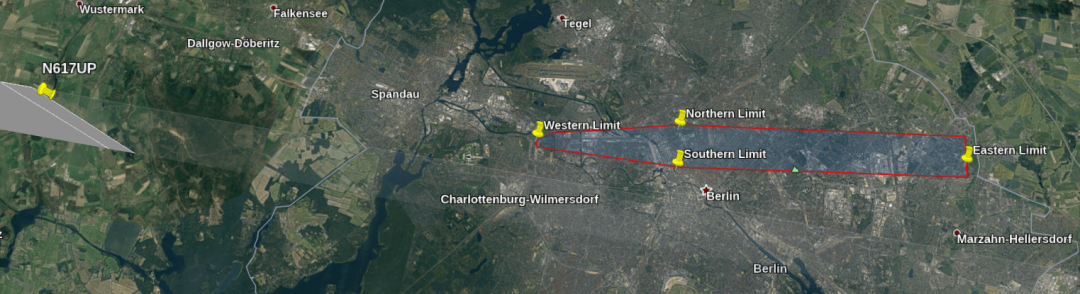 Wustermark
Falkensee
Tegel
Dallgow-Döberitz
N617UP
Spandau
Northern Limit
Western Limit
Southern Limit
Eastern Limit
Charlottenburg-Wilmersdorf
Berlin
Marzahn-Hellersdorf
Berlin